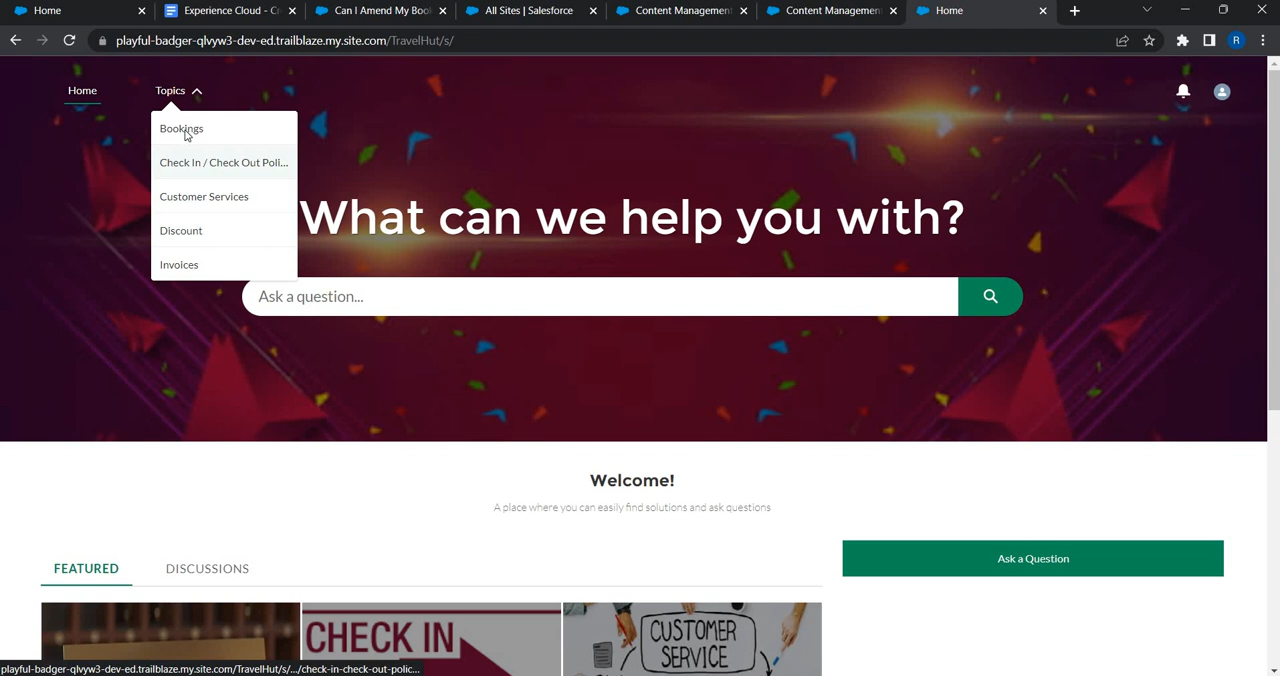 Home
Experience Cloud - Cr
Can I Amend My Book
All Sites | Salesforce
Content Management
Content Management
Home
playful-badger-qlvyw3-dev-ed.trailblaze.my.site.com/TravelHut/s/
R
Home
Topics
Bookings
Check In / Check Out Poli...
Customer Services
Discount
Invoices
What can we help you with?
Ask a question...
Welcome!
A place where you can easily find solutions and ask questions
FEATURED
DISCUSSIONS
Ask a Question
CHECK IN
CUSTOMER
SERVICE
playful-badger-qlvyw3-dev-ed.trailblaze.my.site.com/TravelHut/s/.../check-in-check-out-polic...